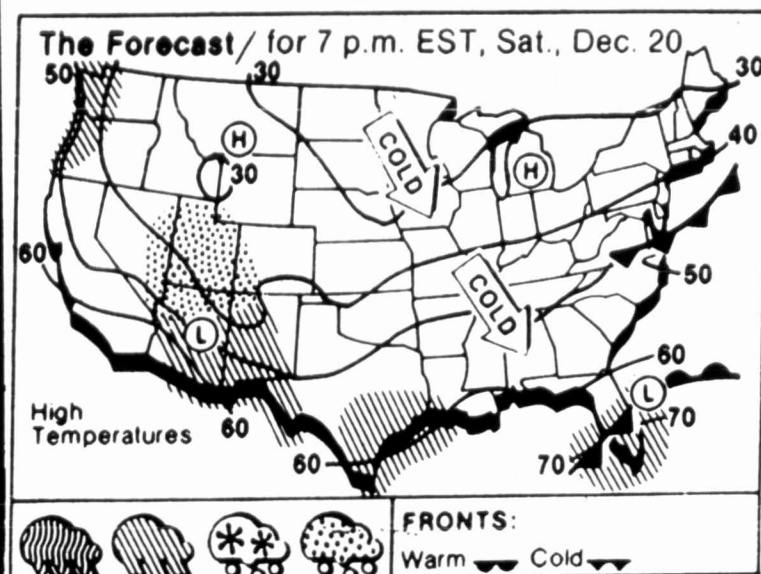 The Forecast / for 7 p.m. EST, Sat., Dec. 20
50
30
30
H
COLD
H
40
30
60
COLD
50
L
60
L
High
Temperatures
60
70
60
70
FRONTS:
Warm Cold